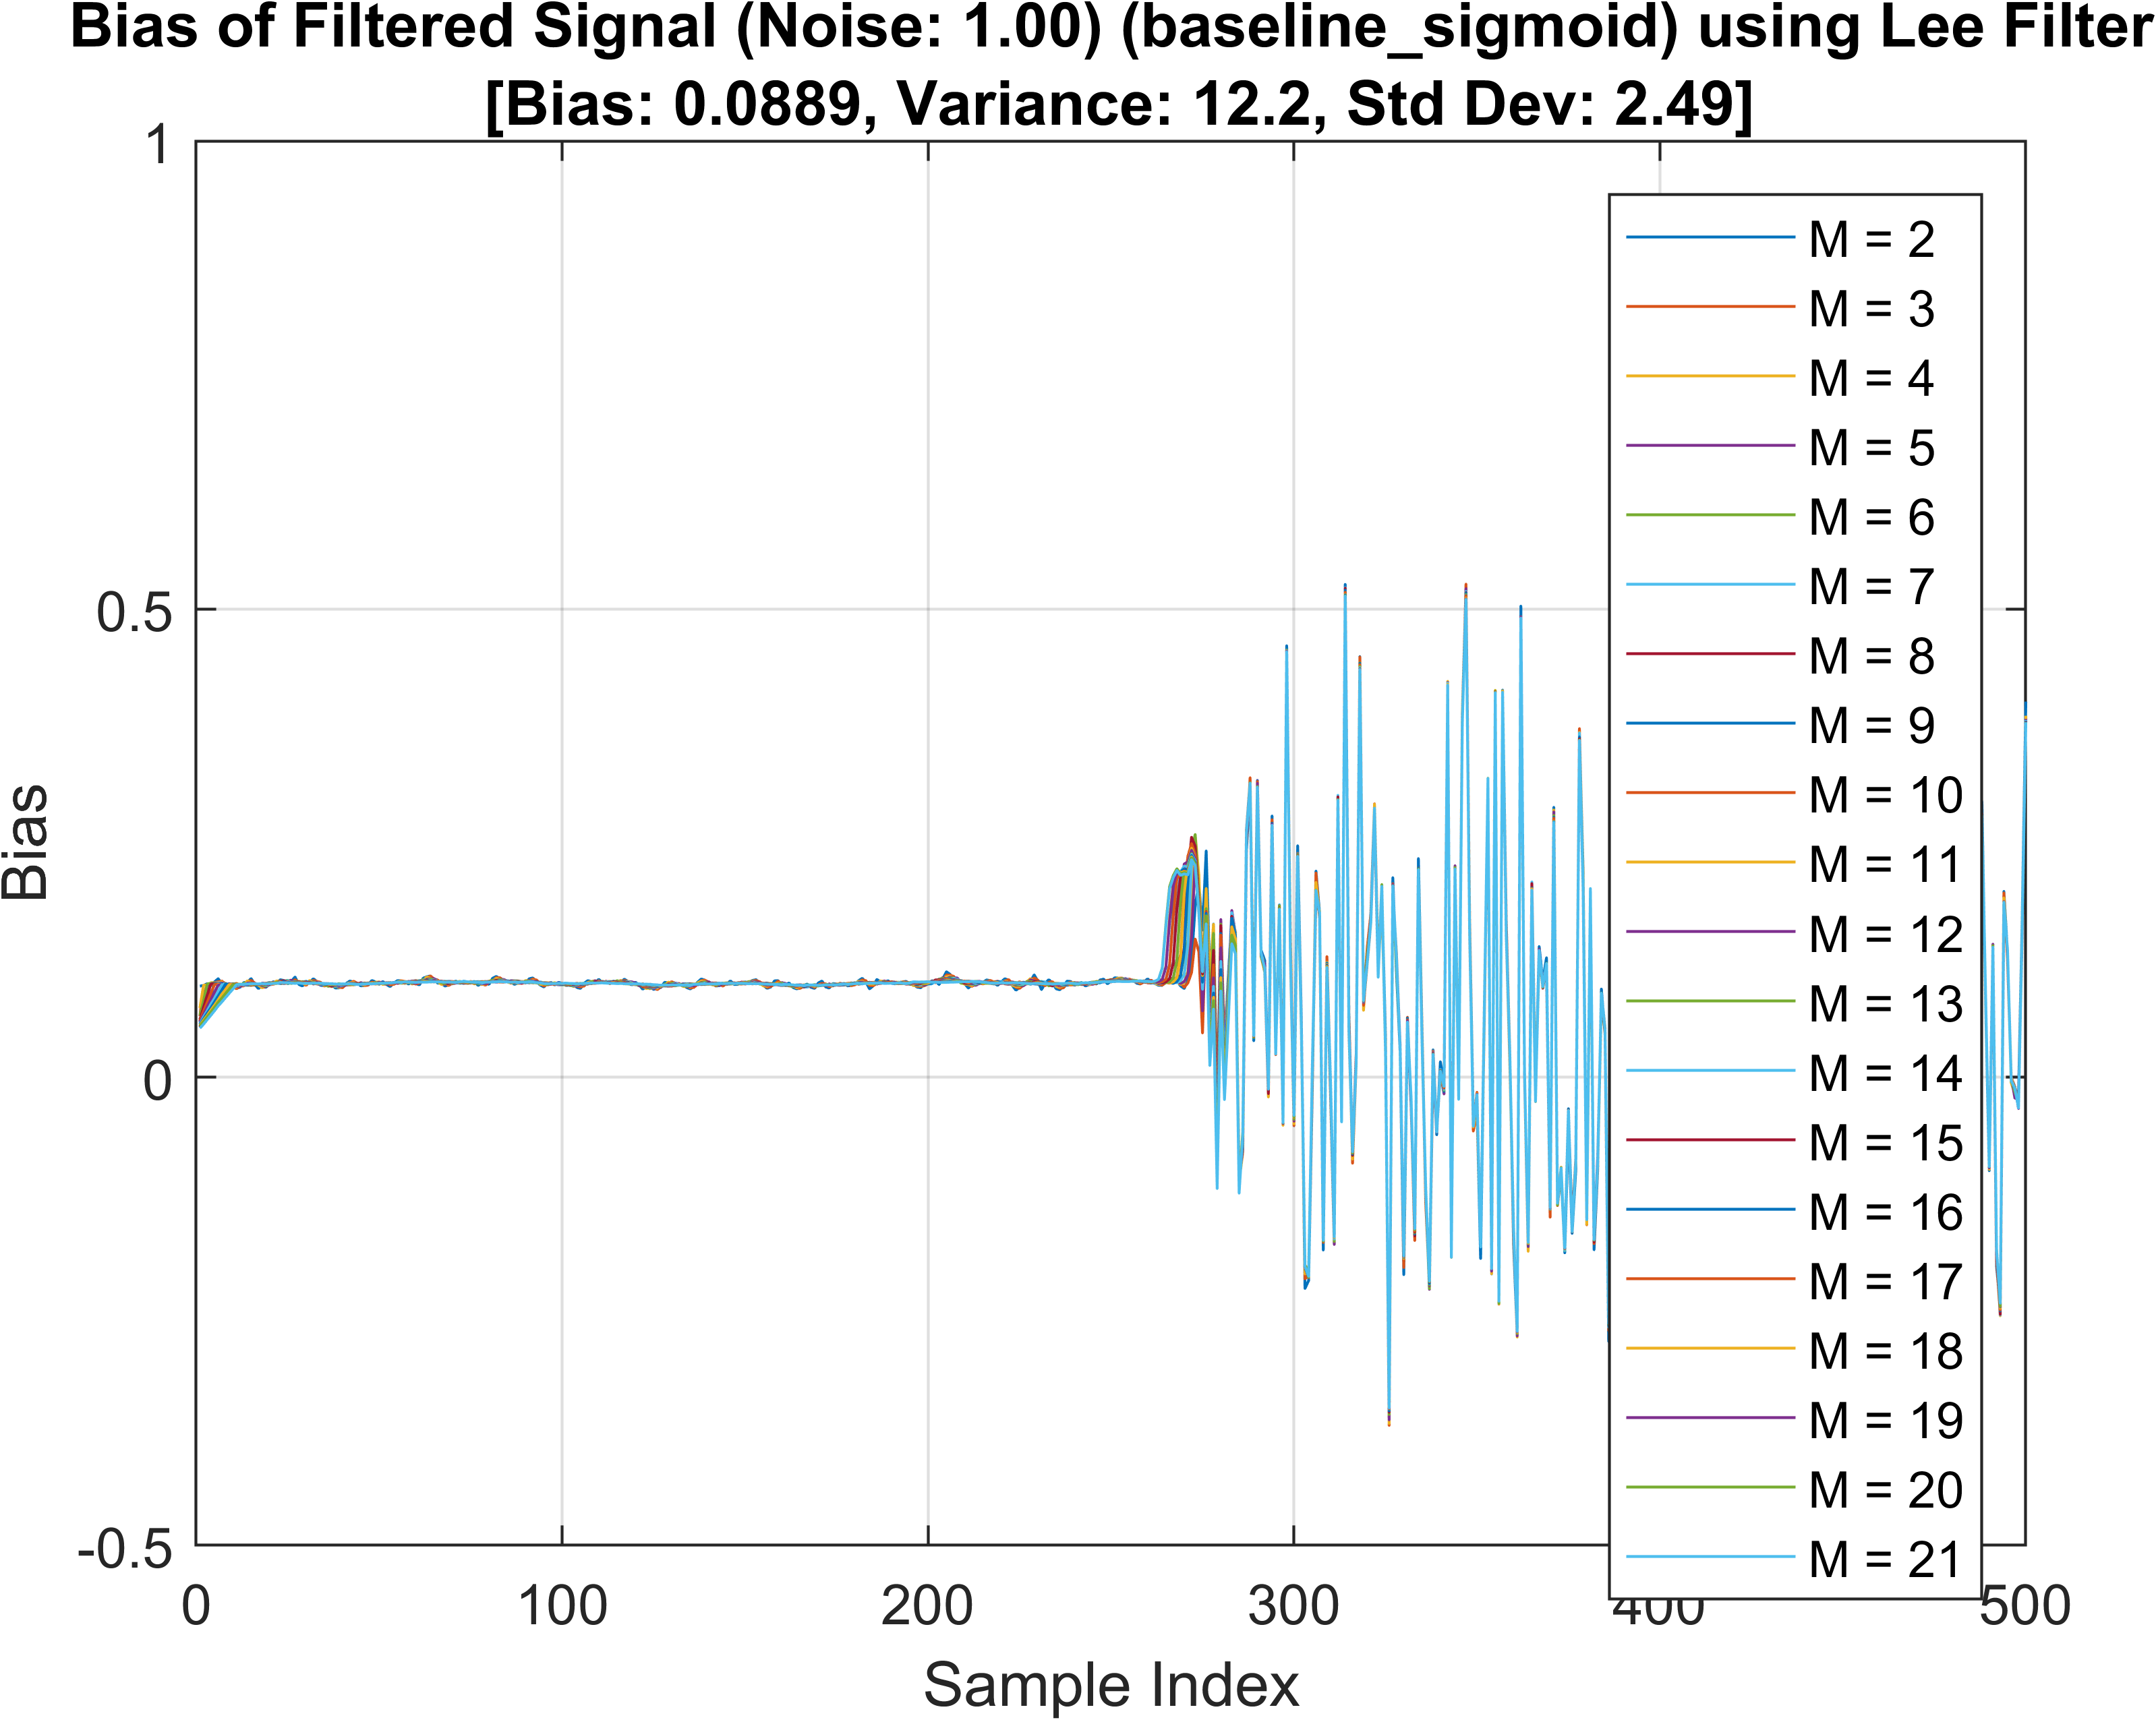 Bias of Filtered Signal (Noise: 1.00) (baseline_sigmoid) using Lee Filter
[Bias: 0.0889, Variance: 12.2, Std Dev: 2.49]
1
0.5
0
-0.5
Bias
M = 2
M = 3
M = 4
M = 5
M = 6
M = 7
M = 8
M = 9
M = 10
M = 11
M = 12
M = 13
M = 14
M = 15
M = 16
M = 17
M = 18
M = 19
M = 20
M = 21
0 100 200 300 400 500
Sample Index